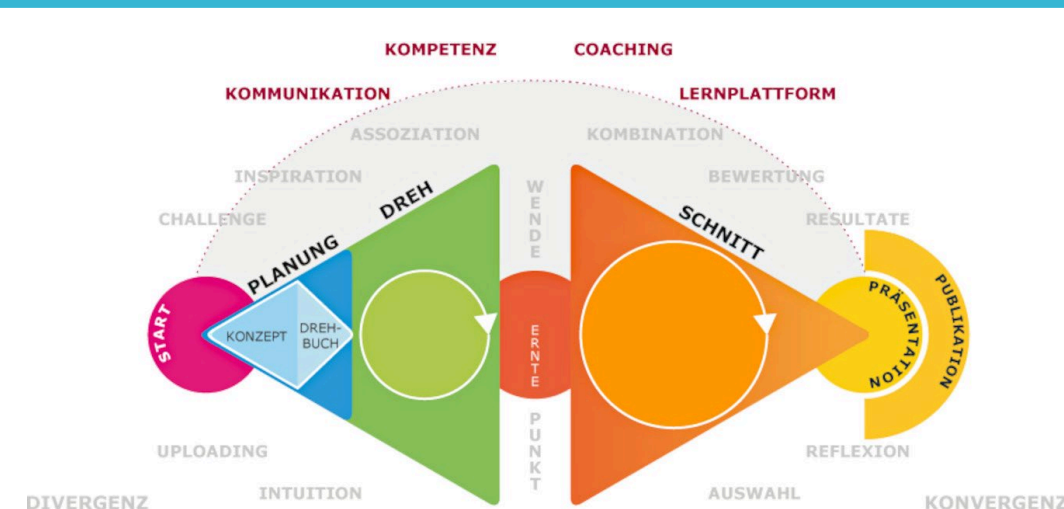 KOMPETENZ
COACHING
KOMMUNIKATION
LERNPLATTFORM
ASSOZIATION
KOMBINATION
INSPIRATION
BEWERTUNG
CHALLENGE
RESULTATE
DREH
WENDE
SCHNITT
PLANUNG
START
KONZEPT
DREH-
BUCH
ERNTE
PRÄSENTATION
PUBLIKATION
PUNKT
UPLOADING
REFLEXION
INTUITION
AUSWAHL
DIVERGENZ
KONVERGENZ